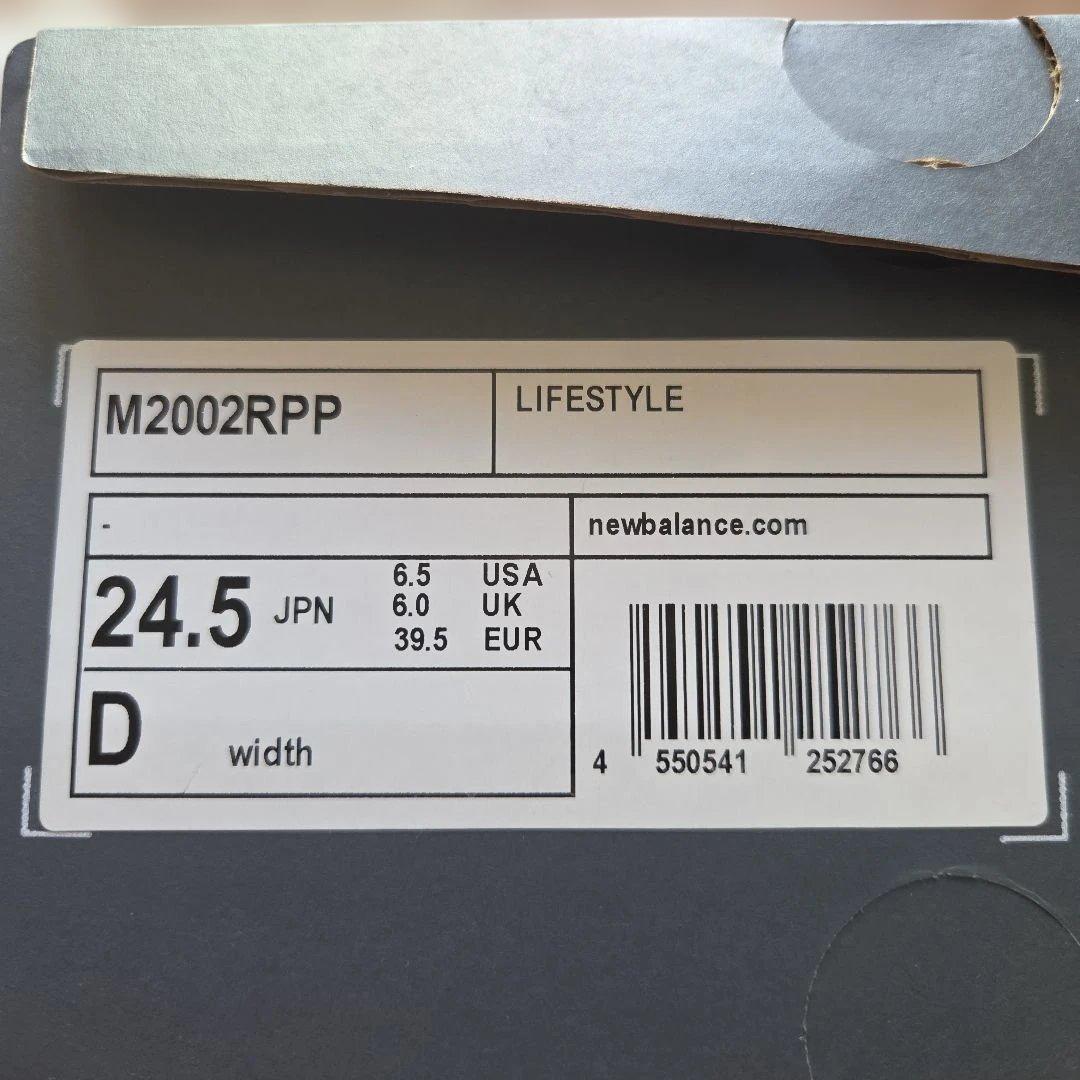 M2002RPP
LIFESTYLE
-
newbalance.com
24.5 JPN
6.5 USA
6.0 UK
39.5 EUR
D width
4 550541 252766